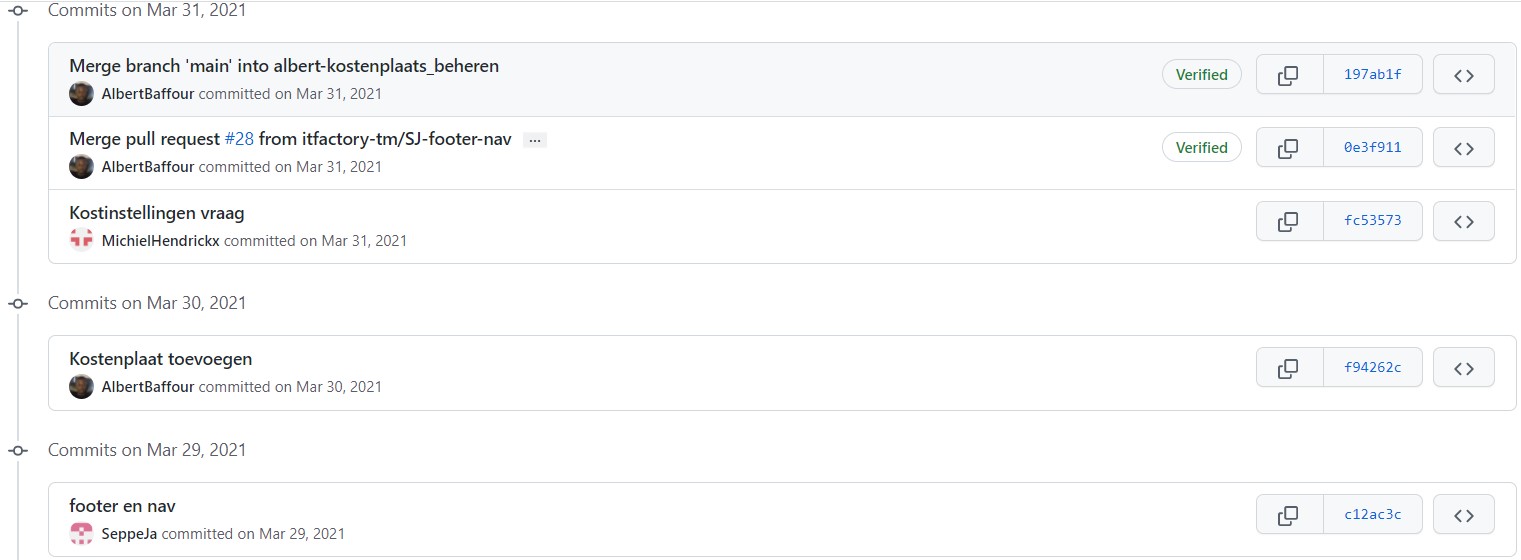 Commits on Mar 31, 2021
Merge branch 'main' into albert-kostenplaats_beheren
AlbertBaffour committed on Mar 31, 2021
Verified
197ab1f
Merge pull request #28 from itfactory-tm/SJ-footer-nav ...
AlbertBaffour committed on Mar 31, 2021
Verified
0e3f911
Kostinstellingen vraag
MichielHendrickx committed on Mar 31, 2021
fc53573
Commits on Mar 30, 2021
Kostenplaat toevoegen
AlbertBaffour committed on Mar 30, 2021
f94262c
Commits on Mar 29, 2021
footer en nav
SeppeJa committed on Mar 29, 2021
c12ac3c